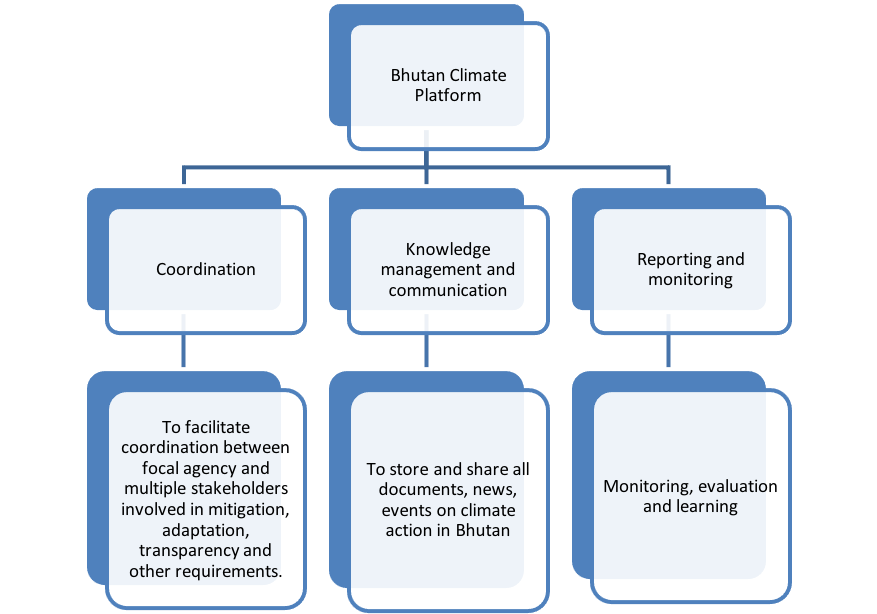 Bhutan Climate
Platform
Coordination
Knowledge
management and
communication
Reporting and
monitoring
To facilitate
coordination between
focal agency and
multiple stakeholders
involved in mitigation,
adaptation,
transparency and
other requirements.
To store and share all
documents, news,
events on climate
action in Bhutan
Monitoring, evaluation
and learning